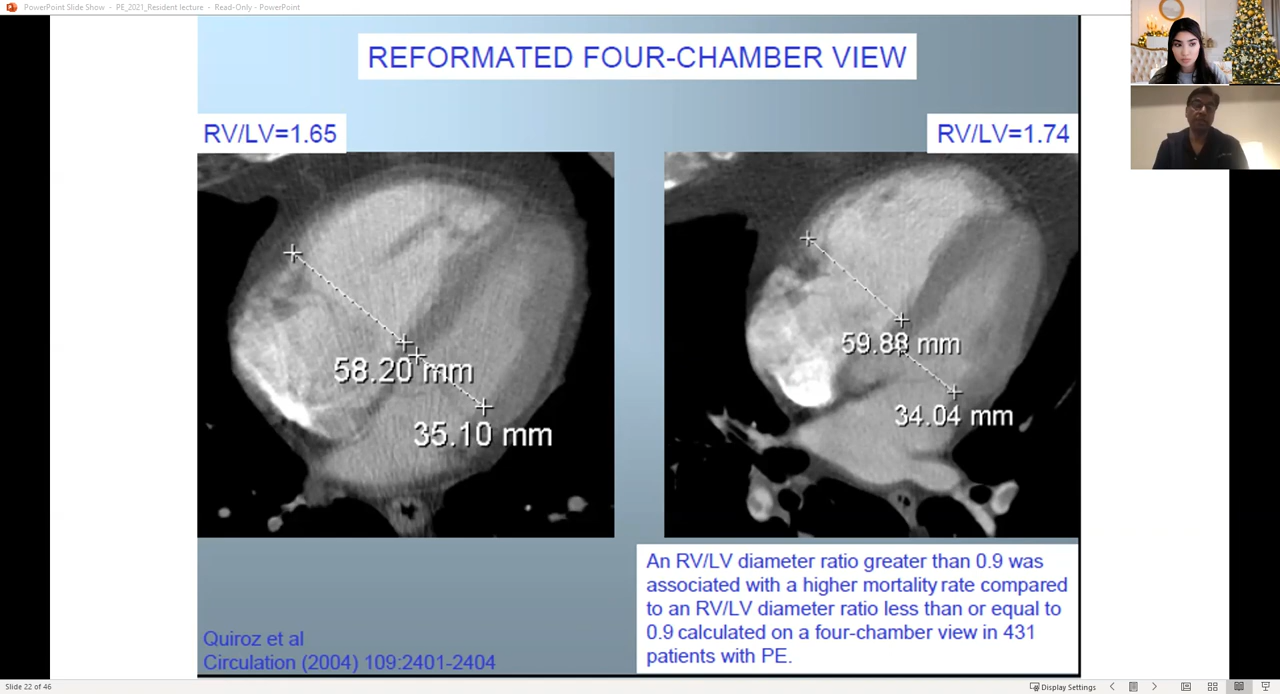 PowerPoint Slide Show - PE_2021_Resident lecture - Read-Only - PowerPoint
REFORMATED FOUR-CHAMBER VIEW
RV/LV=1.65
RV/LV=1.74
58.20 mm
35.10 mm
59.88 mm
34.04 mm
An RV/LV diameter ratio greater than 0.9 was
associated with a higher mortality rate compared
to an RV/LV diameter ratio less than or equal to
0.9 calculated on a four-chamber view in 431
patients with PE.
Quiroz et al
Circulation (2004) 109:2401-2404
Slide 22 of 46
Display Settings